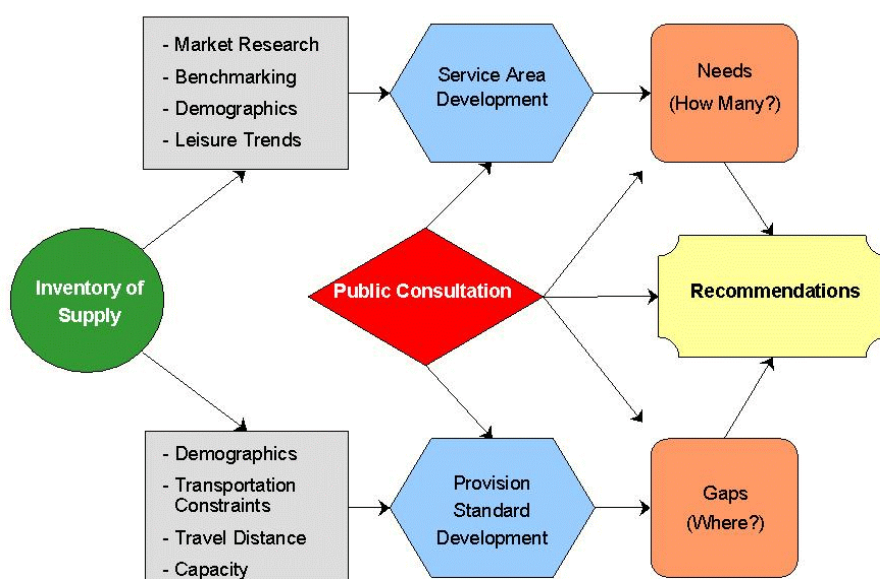 - Market Research
- Benchmarking
- Demographics
- Leisure Trends
Service Area
Development
Needs
(How Many?)
Inventory of
Supply
Public Consultation
Recommendations
- Demographics
- Transportation
Constraints
- Travel Distance
- Capacity
Provision
Standard
Development
Gaps
(Where?)